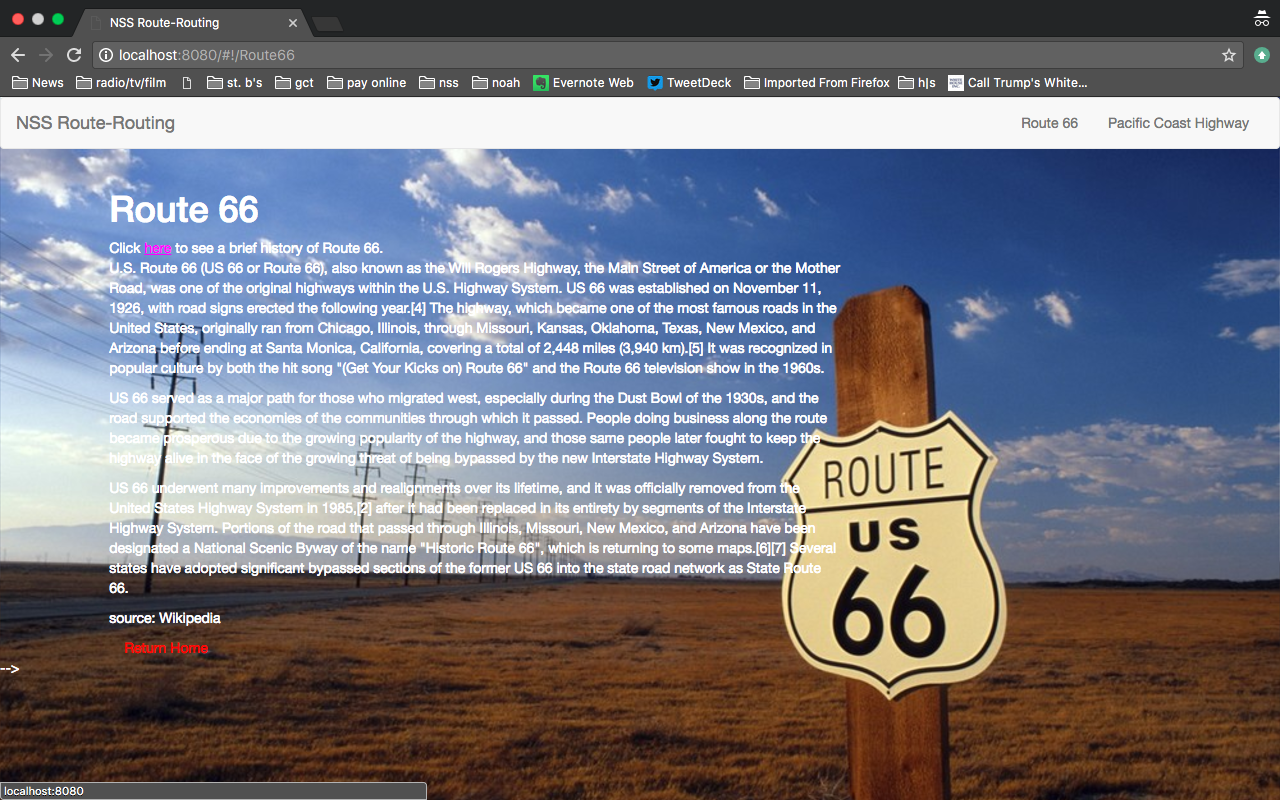 NSS Route-Routing
localhost:8080/#!/Route66
News radio/tv/film st. b's gct pay online nss noah Evernote Web TweetDeck Imported From Firefox h|s Call Trump's White...
NSS Route-Routing Route 66 Pacific Coast Highway
Route 66
Click here to see a brief history of Route 66.
U.S. Route 66 (US 66 or Route 66), also known as the Will Rogers Highway, the Main Street of America or the Mother
Road, was one of the original highways within the U.S. Highway System. US 66 was established on November 11,
1926, with road signs erected the following year.[4] The highway, which became one of the most famous roads in the
United States, originally ran from Chicago, Illinois, through Missouri, Kansas, Oklahoma, Texas, New Mexico, and
Arizona before ending at Santa Monica, California, covering a total of 2,448 miles (3,940 km).[5] It was recognized in
popular culture by both the hit song "(Get Your Kicks on) Route 66" and the Route 66 television show in the 1960s.
US 66 served as a major path for those who migrated west, especially during the Dust Bowl of the 1930s, and the
road supported the economies of the communities through which it passed. People doing business along the route
became prosperous due to the growing popularity of the highway, and those same people later fought to keep the
highway alive in the face of the growing threat of being bypassed by the new Interstate Highway System.
US 66 underwent many improvements and realignments over its lifetime, and it was officially removed from the
United States Highway System in 1985,[2] after it had been replaced in its entirety by segments of the Interstate
Highway System. Portions of the road that passed through Illinois, Missouri, New Mexico, and Arizona have been
designated a National Scenic Byway of the name "Historic Route 66", which is returning to some maps.[6][7] Several
states have adopted significant bypassed sections of the former US 66 into the state road network as State Route
66.
source: Wikipedia
Return Home
-->
ROUTE
US
66
localhost:8080